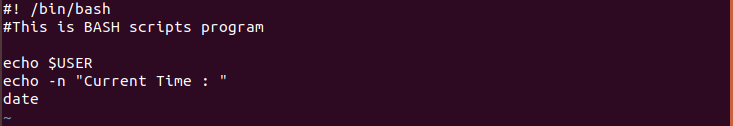 #! /bin/bash
#This is BASH scripts program
echo $USER
echo -n "Current Time : "
date
~